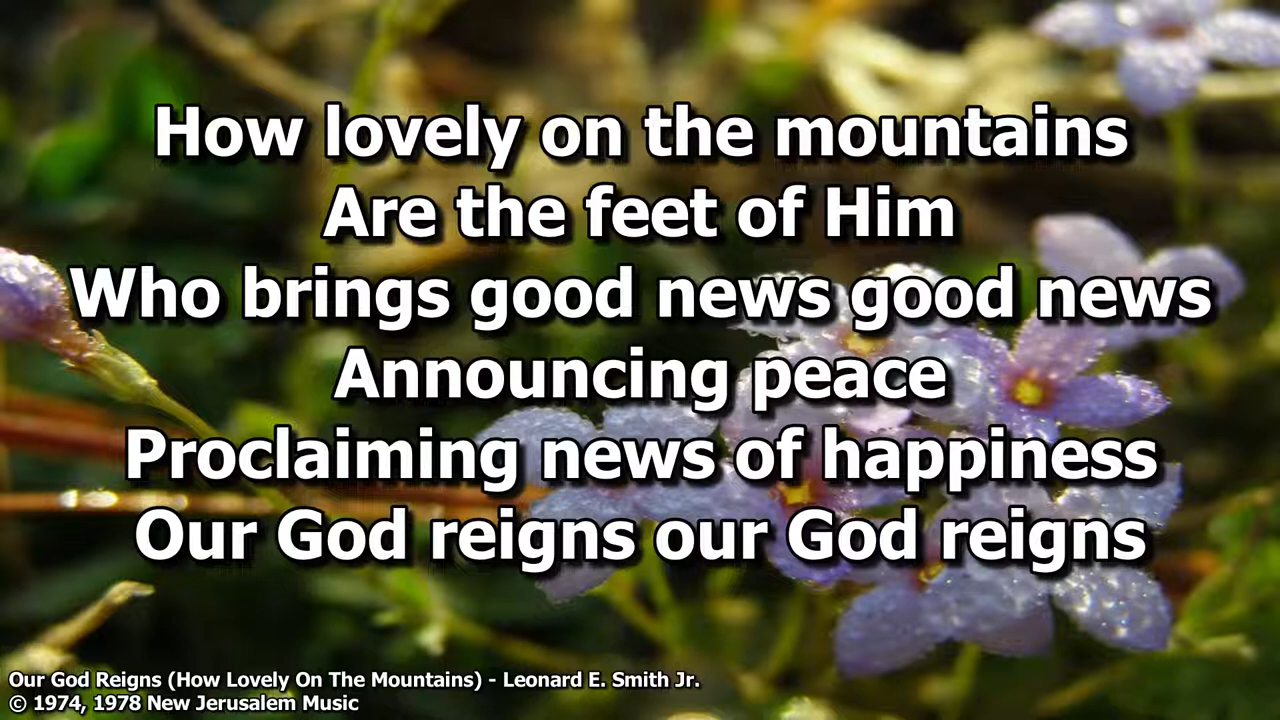 How lovely on the mountains
Are the feet of Him
Who brings good news good news
Announcing peace
Proclaiming news of happiness
Our God reigns our God reigns
Our God Reigns (How Lovely On The Mountains) - Leonard E. Smith Jr.
© 1974, 1978 New Jerusalem Music